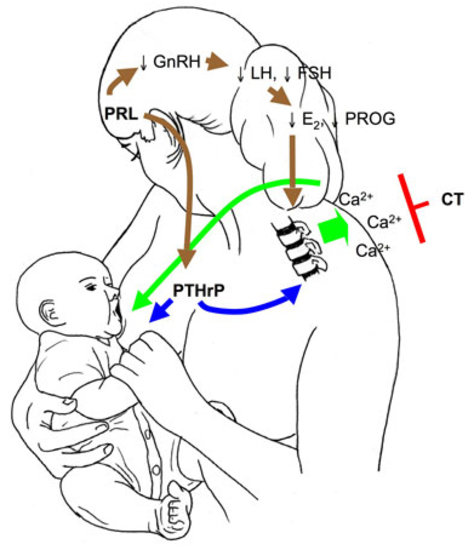 ↓ GnRH
↓ LH, ↓ FSH
PRL
↓ E2, ↓ PROG
Ca2+
CT
Ca2+
Ca2+
PTHrP